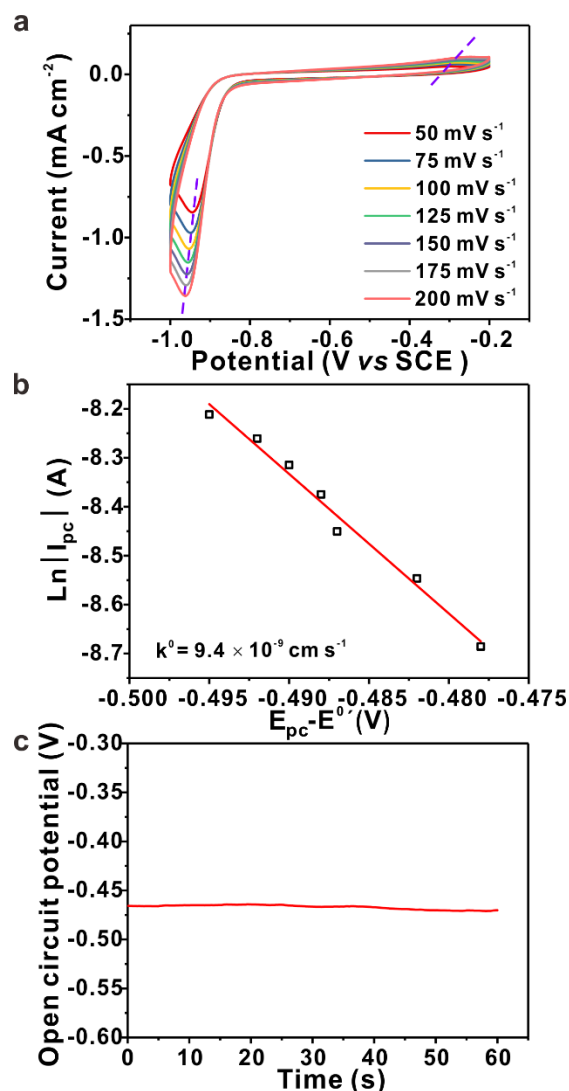 a
Current (mA cm⁻²)
0.0
-0.5
-1.0
-1.5
50 mV s⁻¹
75 mV s⁻¹
100 mV s⁻¹
125 mV s⁻¹
150 mV s⁻¹
175 mV s⁻¹
200 mV s⁻¹
-1.0 -0.8 -0.6 -0.4 -0.2
Potential (V vs SCE )
b
Ln|Iₚc| (A)
-8.2
-8.3
-8.4
-8.5
-8.6
-8.7
k⁰ = 9.4 × 10⁻⁹ cm s⁻¹
-0.500 -0.495 -0.490 -0.485 -0.480 -0.475
Eₚc-E⁰′(V)
c
Open circuit potential (V)
-0.30
-0.35
-0.40
-0.45
-0.50
-0.55
-0.60
0 10 20 30 40 50 60
Time (s)